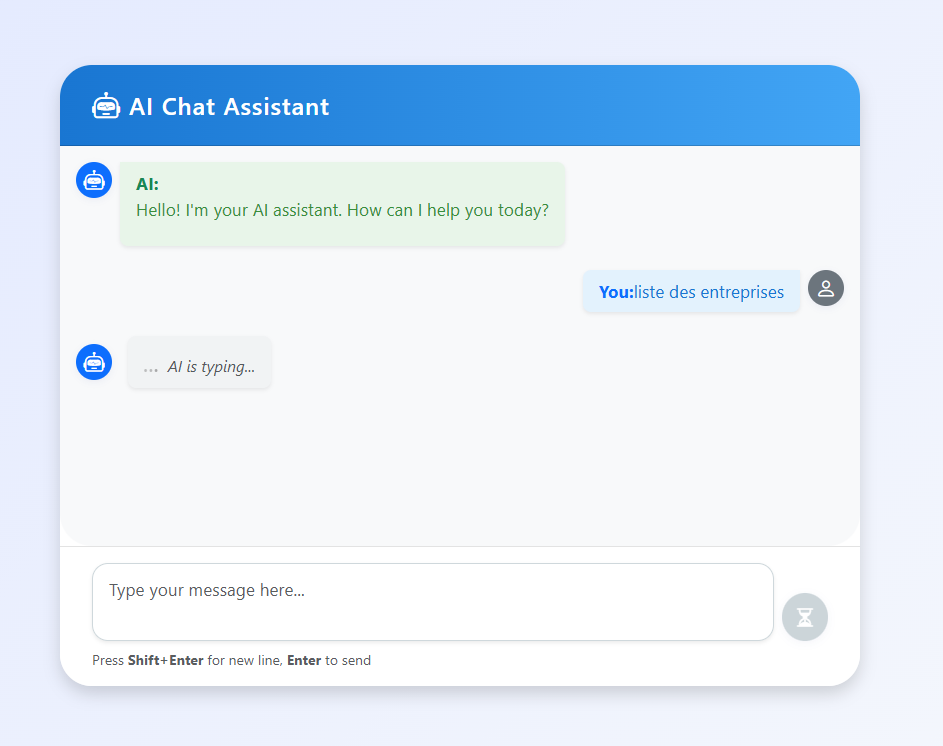 AI Chat Assistant
AI:
Hello! I'm your AI assistant. How can I help you today?
You:liste des entreprises
... AI is typing...
Type your message here...
Press Shift+Enter for new line, Enter to send